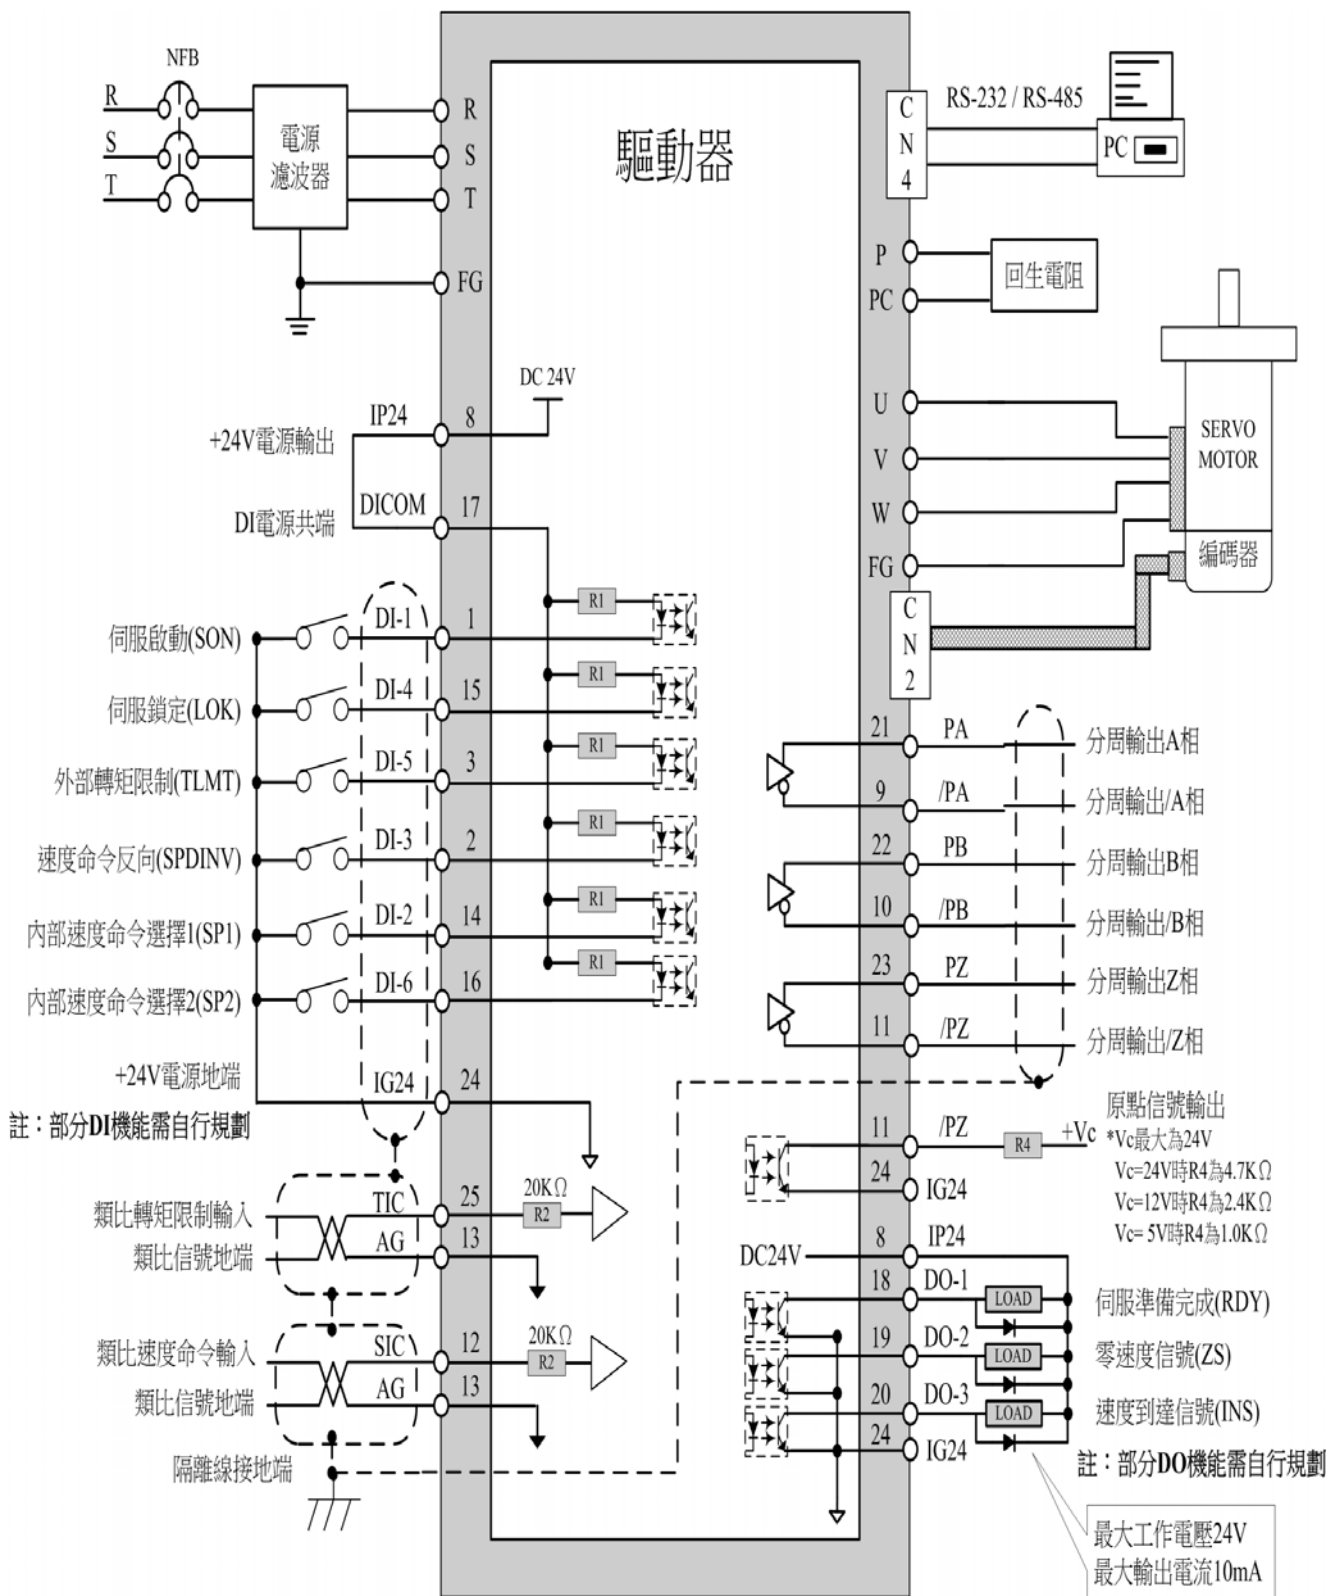 NFB
R
S
T
電源
濾波器
R
S
T
FG
驅動器
C
N
4
RS-232 / RS-485
PC
P
PC
回生電阻
U
V
W
FG
SERVO
MOTOR
編碼器
C
N
2
DC 24V
+24V電源輸出
IP24
8
DI電源共端
DICOM
17
伺服啟動(SON)
DI-1
1
R1
伺服鎖定(LOK)
DI-4
15
R1
外部轉矩限制(TLMT)
DI-5
3
R1
速度命令反向(SPDINV)
DI-3
2
R1
內部速度命令選擇1(SP1)
DI-2
14
R1
內部速度命令選擇2(SP2)
DI-6
16
R1
+24V電源地端
IG24
24
註：部分DI機能需自行規劃
類比轉矩限制輸入
TIC
25
20KΩ
R2
類比信號地端
AG
13
類比速度命令輸入
SIC
12
20KΩ
R2
類比信號地端
AG
13
隔離線接地端
21
PA
分周輸出A相
9
/PA
分周輸出/A相
22
PB
分周輸出B相
10
/PB
分周輸出/B相
23
PZ
分周輸出Z相
11
/PZ
分周輸出/Z相
11
/PZ
R4
+Vc
24
IG24
原點信號輸出
*Vc最大為24V
Vc=24V時R4為4.7KΩ
Vc=12V時R4為2.4KΩ
Vc= 5V時R4為1.0KΩ
DC24V
8
IP24
18
DO-1
LOAD
伺服準備完成(RDY)
19
DO-2
LOAD
零速度信號(ZS)
20
DO-3
LOAD
速度到達信號(INS)
24
IG24
註：部分DO機能需自行規劃
最大工作電壓24V
最大輸出電流10mA